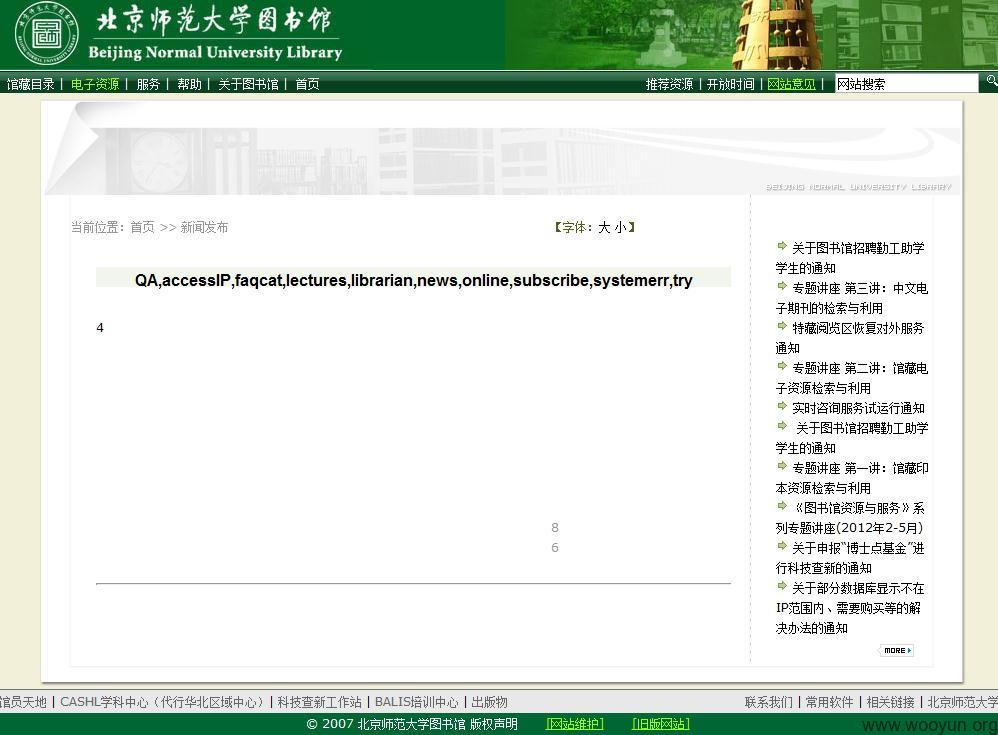 北京师范大学图书馆
Beijing Normal University Library
馆藏目录 | 电子资源 | 服务 | 帮助 | 关于图书馆 | 首页
推荐资源 | 开放时间 | 网站意见 | 网站搜索
BEIJING NORMAL UNIVERSITY LIBRARY
当前位置：首页 >> 新闻发布
【字体：大 小】
QA,accessIP,faqcat,lectures,librarian,news,online,subscribe,systemerr,try
4
8
6
关于图书馆招聘勤工助学
学生的通知
专题讲座 第三讲：中文电
子期刊的检索与利用
特藏阅览区恢复对外服务
通知
专题讲座 第二讲：馆藏电
子资源检索与利用
实时咨询服务试运行通知
关于图书馆招聘勤工助学
学生的通知
专题讲座 第一讲：馆藏印
本资源检索与利用
《图书馆资源与服务》系
列专题讲座(2012年2-5月)
关于申报“博士点基金”进
行科技查新的通知
关于部分数据库显示不在
IP范围内、需要购买等的解
决办法的通知
MORE
馆员天地 | CASHL学科中心（代行华北区域中心） | 科技查新工作站 | BALIS培训中心 | 出版物
联系我们 | 常用软件 | 相关链接 | 北京师范大学
© 2007 北京师范大学图书馆 版权声明 [网站维护] [旧版网站]
www.wooyun.org